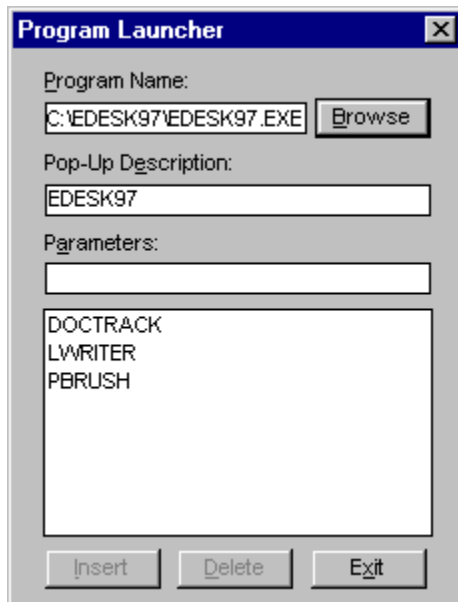 Program Launcher
Program Name:
C:\EDESK97\EDESK97.EXE Browse
Pop-Up Description:
EDESK97
Parameters:
DOCTRACK
LWRITER
PBRUSH
Insert Delete Exit